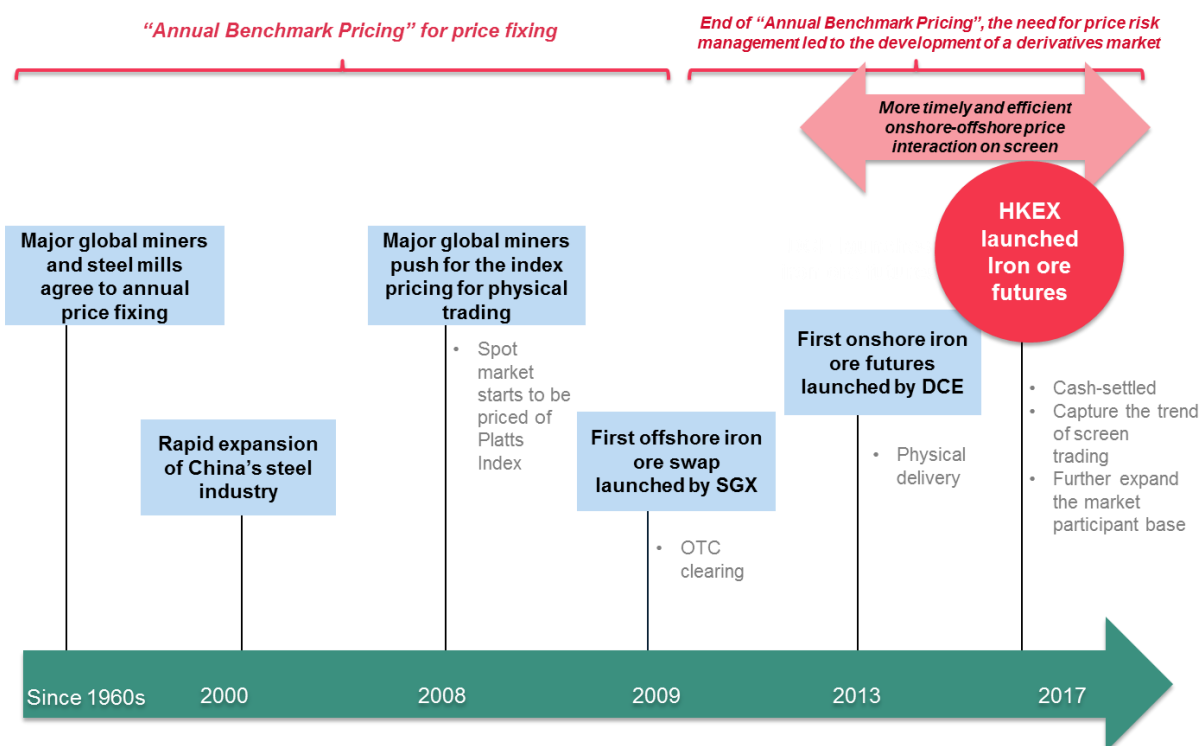 “Annual Benchmark Pricing” for price fixing
End of “Annual Benchmark Pricing”, the need for price risk
management led to the development of a derivatives market
More timely and efficient
onshore-offshore price
interaction on screen
HKEX
launched
Iron ore
futures
Major global miners
and steel mills
agree to annual
price fixing
Major global miners
push for the index
pricing for physical
trading
• Spot
market
starts to be
priced of
Platts
Index
First onshore iron
ore futures
launched by DCE
• Physical
delivery
• Cash-settled
• Capture the trend
of screen
trading
• Further expand
the market
participant base
Rapid expansion
of China’s steel
industry
First offshore iron
ore swap
launched by SGX
• OTC
clearing
Since 1960s
2000
2008
2009
2013
2017